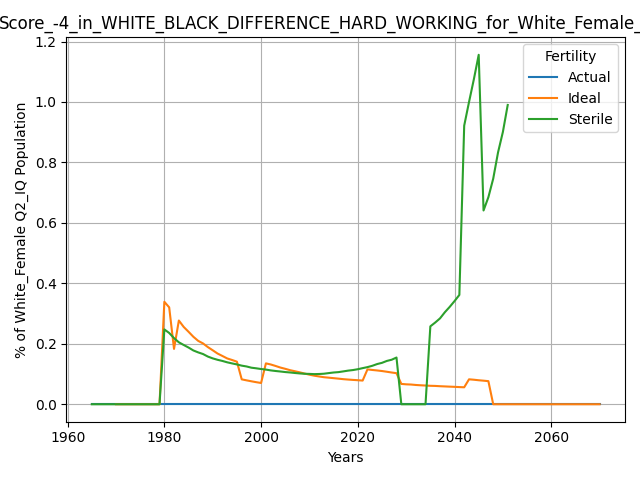 Score_-4_in_WHITE_BLACK_DIFFERENCE_HARD_WORKING_for_White_Female_
1.2
1.0
0.8
0.6
0.4
0.2
0.0
% of White_Female Q2_IQ Population
Fertility
Actual
Ideal
Sterile
1960 1980 2000 2020 2040 2060
Years